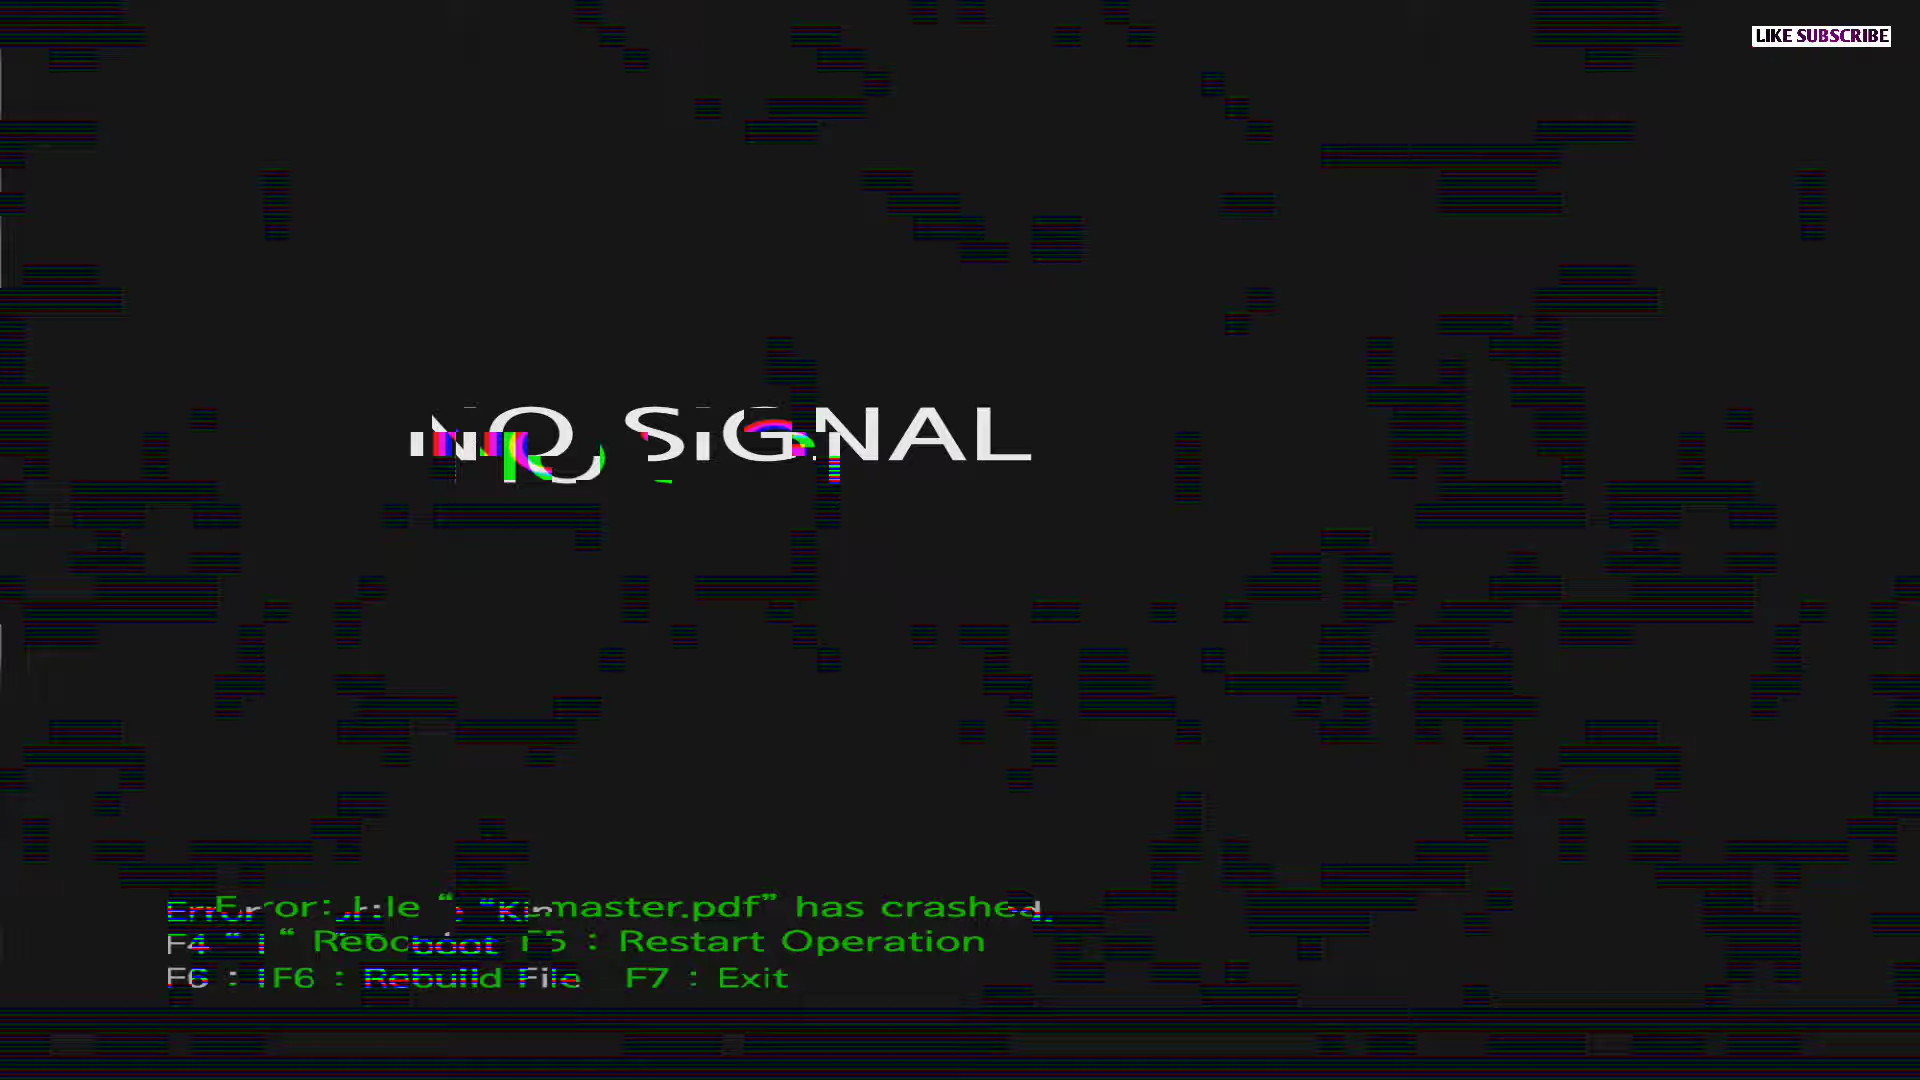 LIKE SUBSCRIBE
NO SiGNAL
Error: File "Kinmaster.pdf" has crashed.
F4 " Reboot F5 : Restart Operation
F6 : Rebuild File F7 : Exit